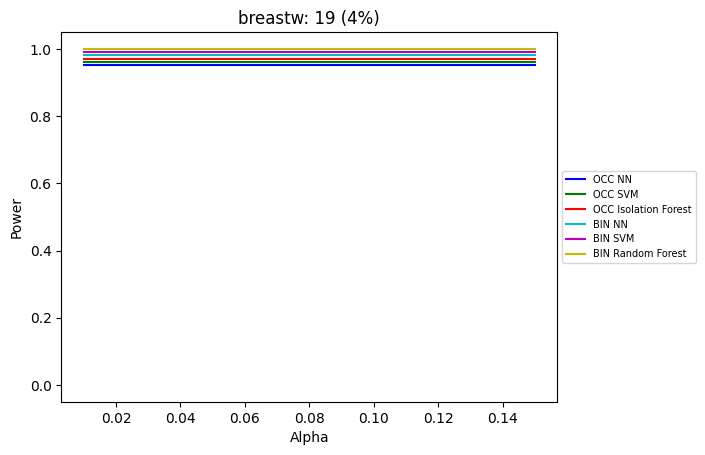 breastw: 19 (4%)
1.0
0.8
0.6
0.4
0.2
0.0
Power
0.02
0.04
0.06
0.08
0.10
0.12
0.14
Alpha
OCC NN
OCC SVM
OCC Isolation Forest
BIN NN
BIN SVM
BIN Random Forest